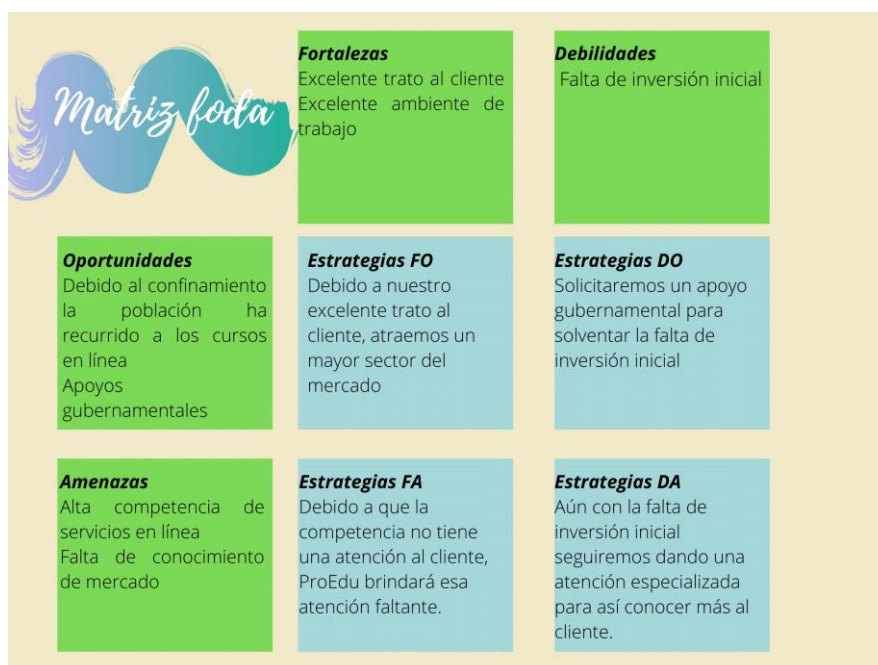 Matriz foda
Fortalezas
Excelente trato al cliente
Excelente ambiente de
trabajo
Debilidades
Falta de inversión inicial
Oportunidades
Debido al confinamiento
la población ha
recurrido a los cursos
en línea
Apoyos
gubernamentales
Estrategias FO
Debido a nuestro
excelente trato al
cliente, atraemos un
mayor sector del
mercado
Estrategias DO
Solicitaremos un apoyo
gubernamental para
solventar la falta de
inversión inicial
Amenazas
Alta competencia de
servicios en línea
Falta de conocimiento
de mercado
Estrategias FA
Debido a que la
competencia no tiene
una atención al cliente,
ProEdu brindará esa
atención faltante.
Estrategias DA
Aún con la falta de
inversión inicial
seguiremos dando una
atención especializada
para así conocer más al
cliente.